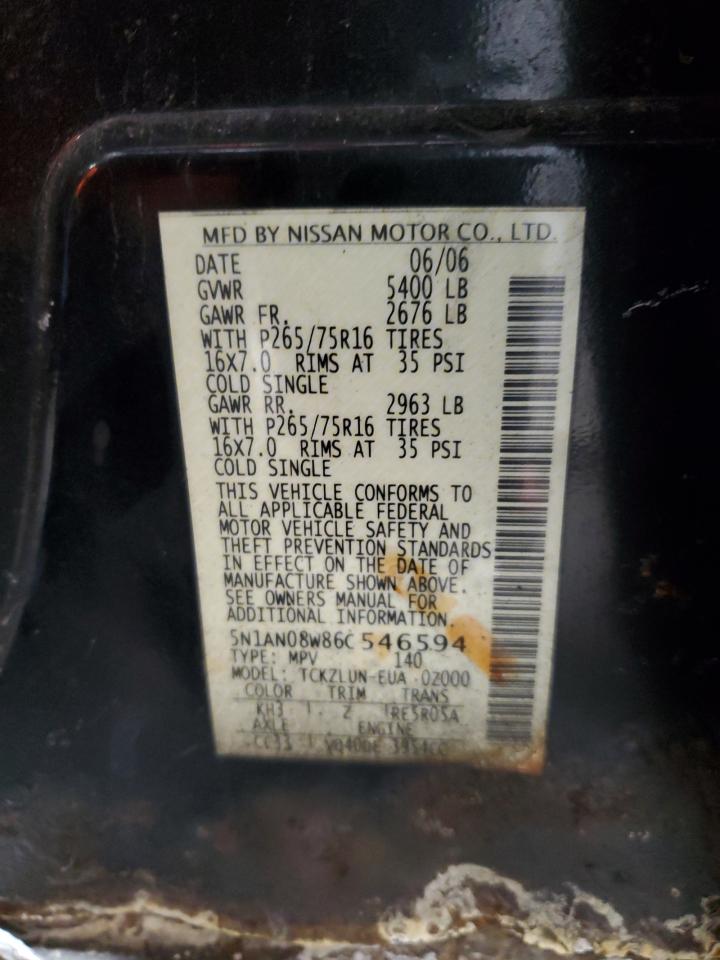 MFD BY NISSAN MOTOR CO., LTD.
DATE 06/06
GVWR 5400 LB
GAWR FR. 2676 LB
WITH P265/75R16 TIRES
16X7.0 RIMS AT 35 PSI
COLD SINGLE
GAWR RR. 2963 LB
WITH P265/75R16 TIRES
16X7.0 RIMS AT 35 PSI
COLD SINGLE
THIS VEHICLE CONFORMS TO
ALL APPLICABLE FEDERAL
MOTOR VEHICLE SAFETY AND
THEFT PREVENTION STANDARDS
IN EFFECT ON THE DATE OF
MANUFACTURE SHOWN ABOVE.
SEE OWNERS MANUAL FOR
ADDITIONAL INFORMATION.
5N1AN08W86C 546594
TYPE: MPV 140
MODEL: TCKZLUN-EUA 02000
COLOR TRIM TRANS
KH3 Z RE5R05A
AXLE ENGINE
VQ40DE 3954CC